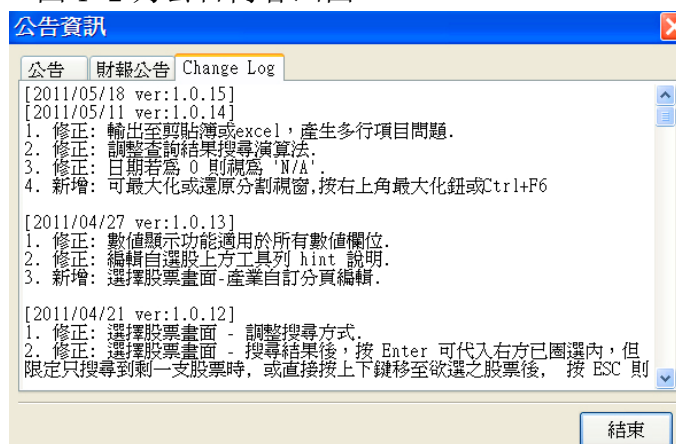 公告資訊
公告 財報公告 Change Log
[2011/05/18 ver:1.0.15]
[2011/05/11 ver:1.0.14]
1. 修正: 輸出至剪貼簿或excel，產生多行項目問題.
2. 修正: 調整查詢結果搜尋演算法.
3. 修正: 日期若為 0 則視為 'N/A'.
4. 新增: 可最大化或還原分割視窗,按右上角最大化鈕或Ctrl+F6
[2011/04/27 ver:1.0.13]
1. 修正: 數值顯示功能適用於所有數值欄位.
2. 修正: 編輯自選股上方工具列 hint 說明.
3. 新增: 選擇股票畫面-產業自訂分頁編輯.
[2011/04/21 ver:1.0.12]
1. 修正: 選擇股票畫面 - 調整搜尋方式.
2. 修正: 選擇股票畫面 - 搜尋結果後，按 Enter 可代入右方已圈選內，但
限定只搜尋到剩一支股票時, 或直接按上下鍵移至欲選之股票後, 按 ESC 則
結束